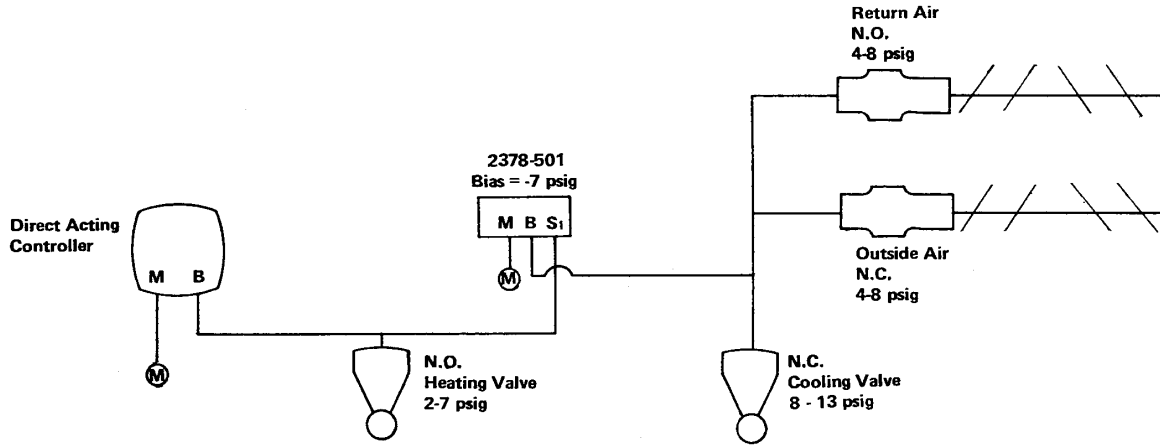 Return Air
N.O.
4-8 psig
2378-501
Bias = -7 psig
M B S1
M
Direct Acting
Controller
M B
M
Outside Air
N.C.
4-8 psig
N.O.
Heating Valve
2-7 psig
N.C.
Cooling Valve
8 - 13 psig